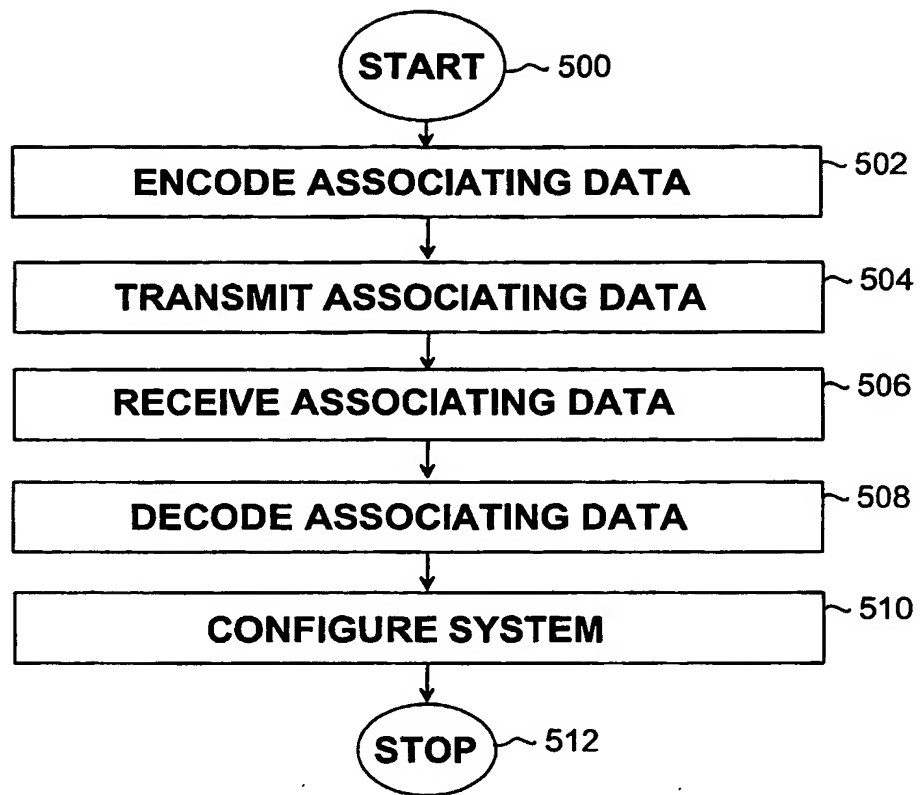 START 500
ENCODE ASSOCIATING DATA 502
TRANSMIT ASSOCIATING DATA 504
RECEIVE ASSOCIATING DATA 506
DECODE ASSOCIATING DATA 508
CONFIGURE SYSTEM 510
STOP 512